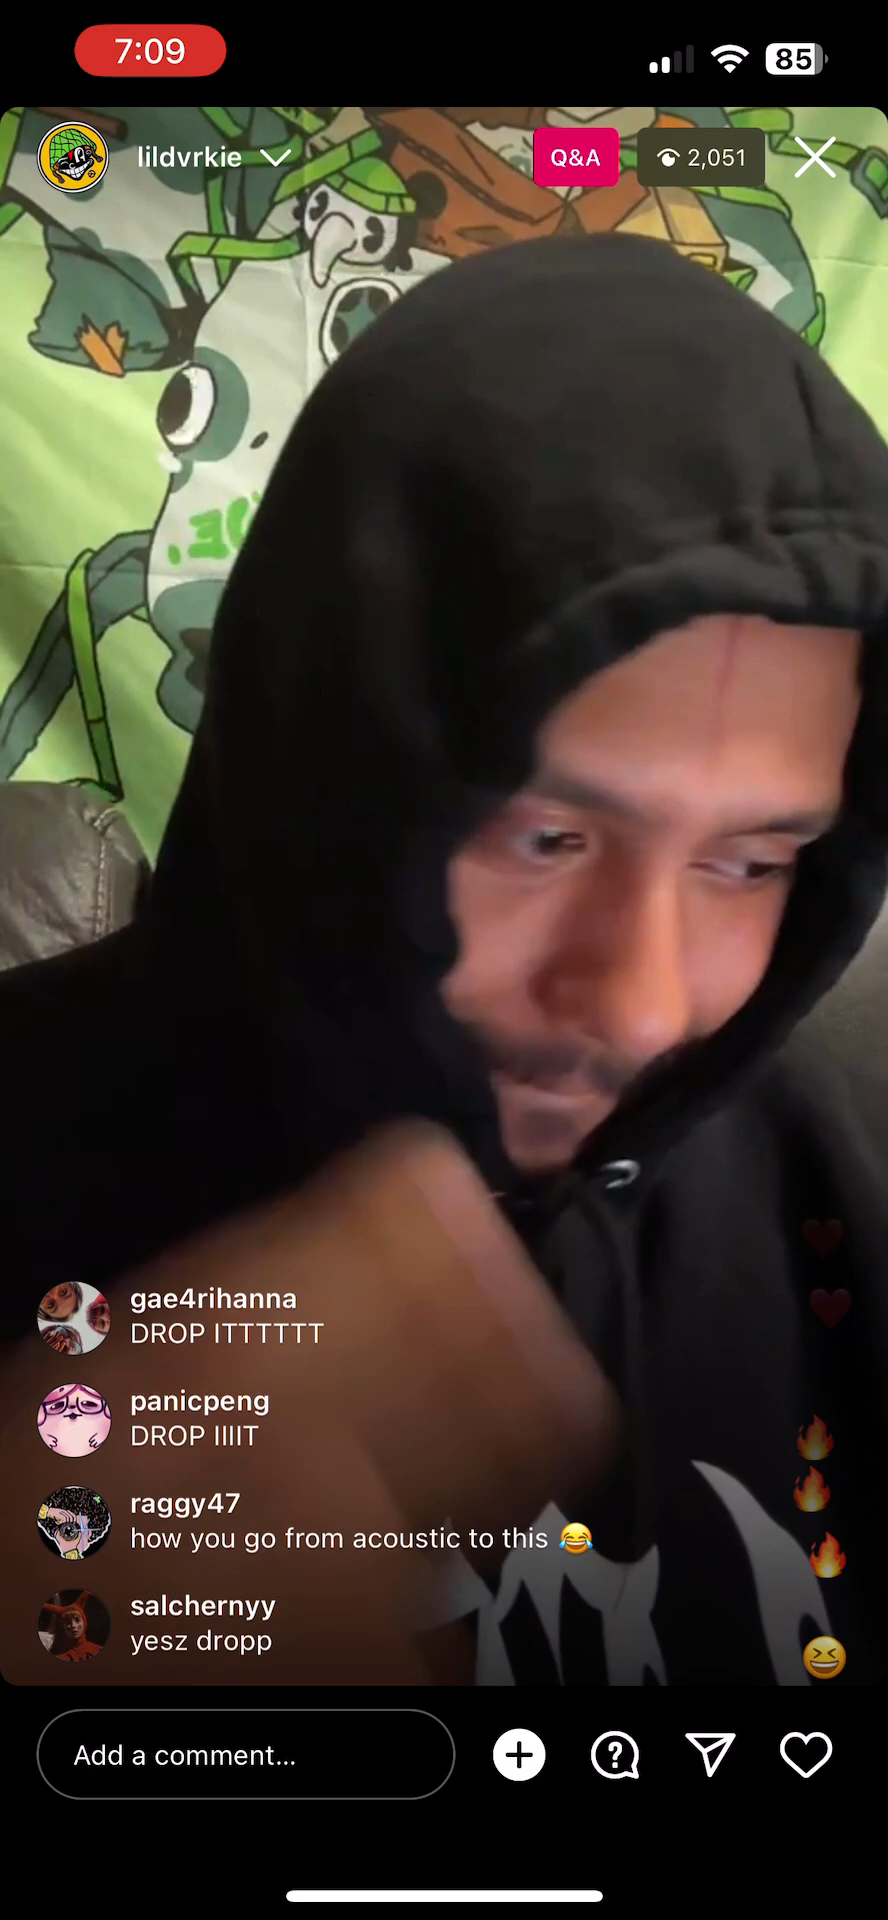 7:09
85
lildvrkie
Q&A
2,051
gae4rihanna
DROP ITTTTTT
panicpeng
DROP IIIIT
raggy47
how you go from acoustic to this 😂
salchernyy
yesz dropp
Add a comment...